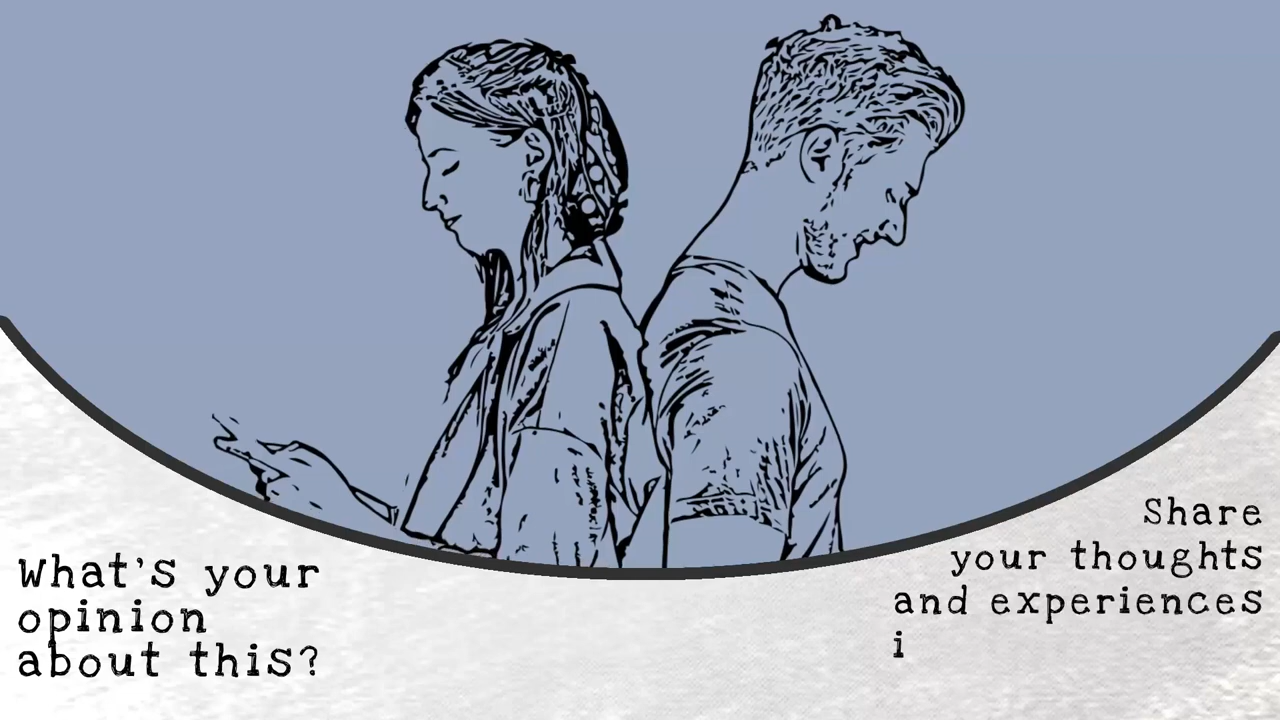 What's your
opinion
about this?
Share
your thoughts
and experiences
i